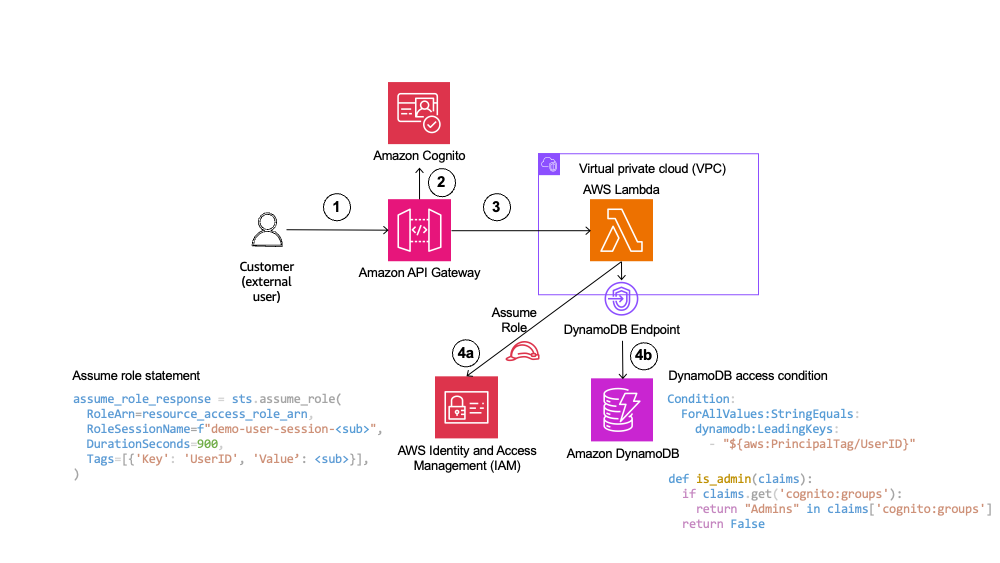 Amazon Cognito
2
1
3
Virtual private cloud (VPC)
AWS Lambda
</>
Customer
(external
user)
Amazon API Gateway
Assume
Role
DynamoDB Endpoint
4a
4b
Assume role statement
assume_role_response = sts.assume_role(
RoleArn=resource_access_role_arn,
RoleSessionName=f"demo-user-session-<sub>",
DurationSeconds=900,
Tags=[{'Key': 'UserID', 'Value’: <sub>}],
)
AWS Identity and Access
Management (IAM)
Amazon DynamoDB
DynamoDB access condition
Condition:
ForAllValues:StringEquals:
dynamodb:LeadingKeys:
- "${aws:PrincipalTag/UserID}"
def is_admin(claims):
if claims.get('cognito:groups'):
return "Admins" in claims['cognito:groups']
return False